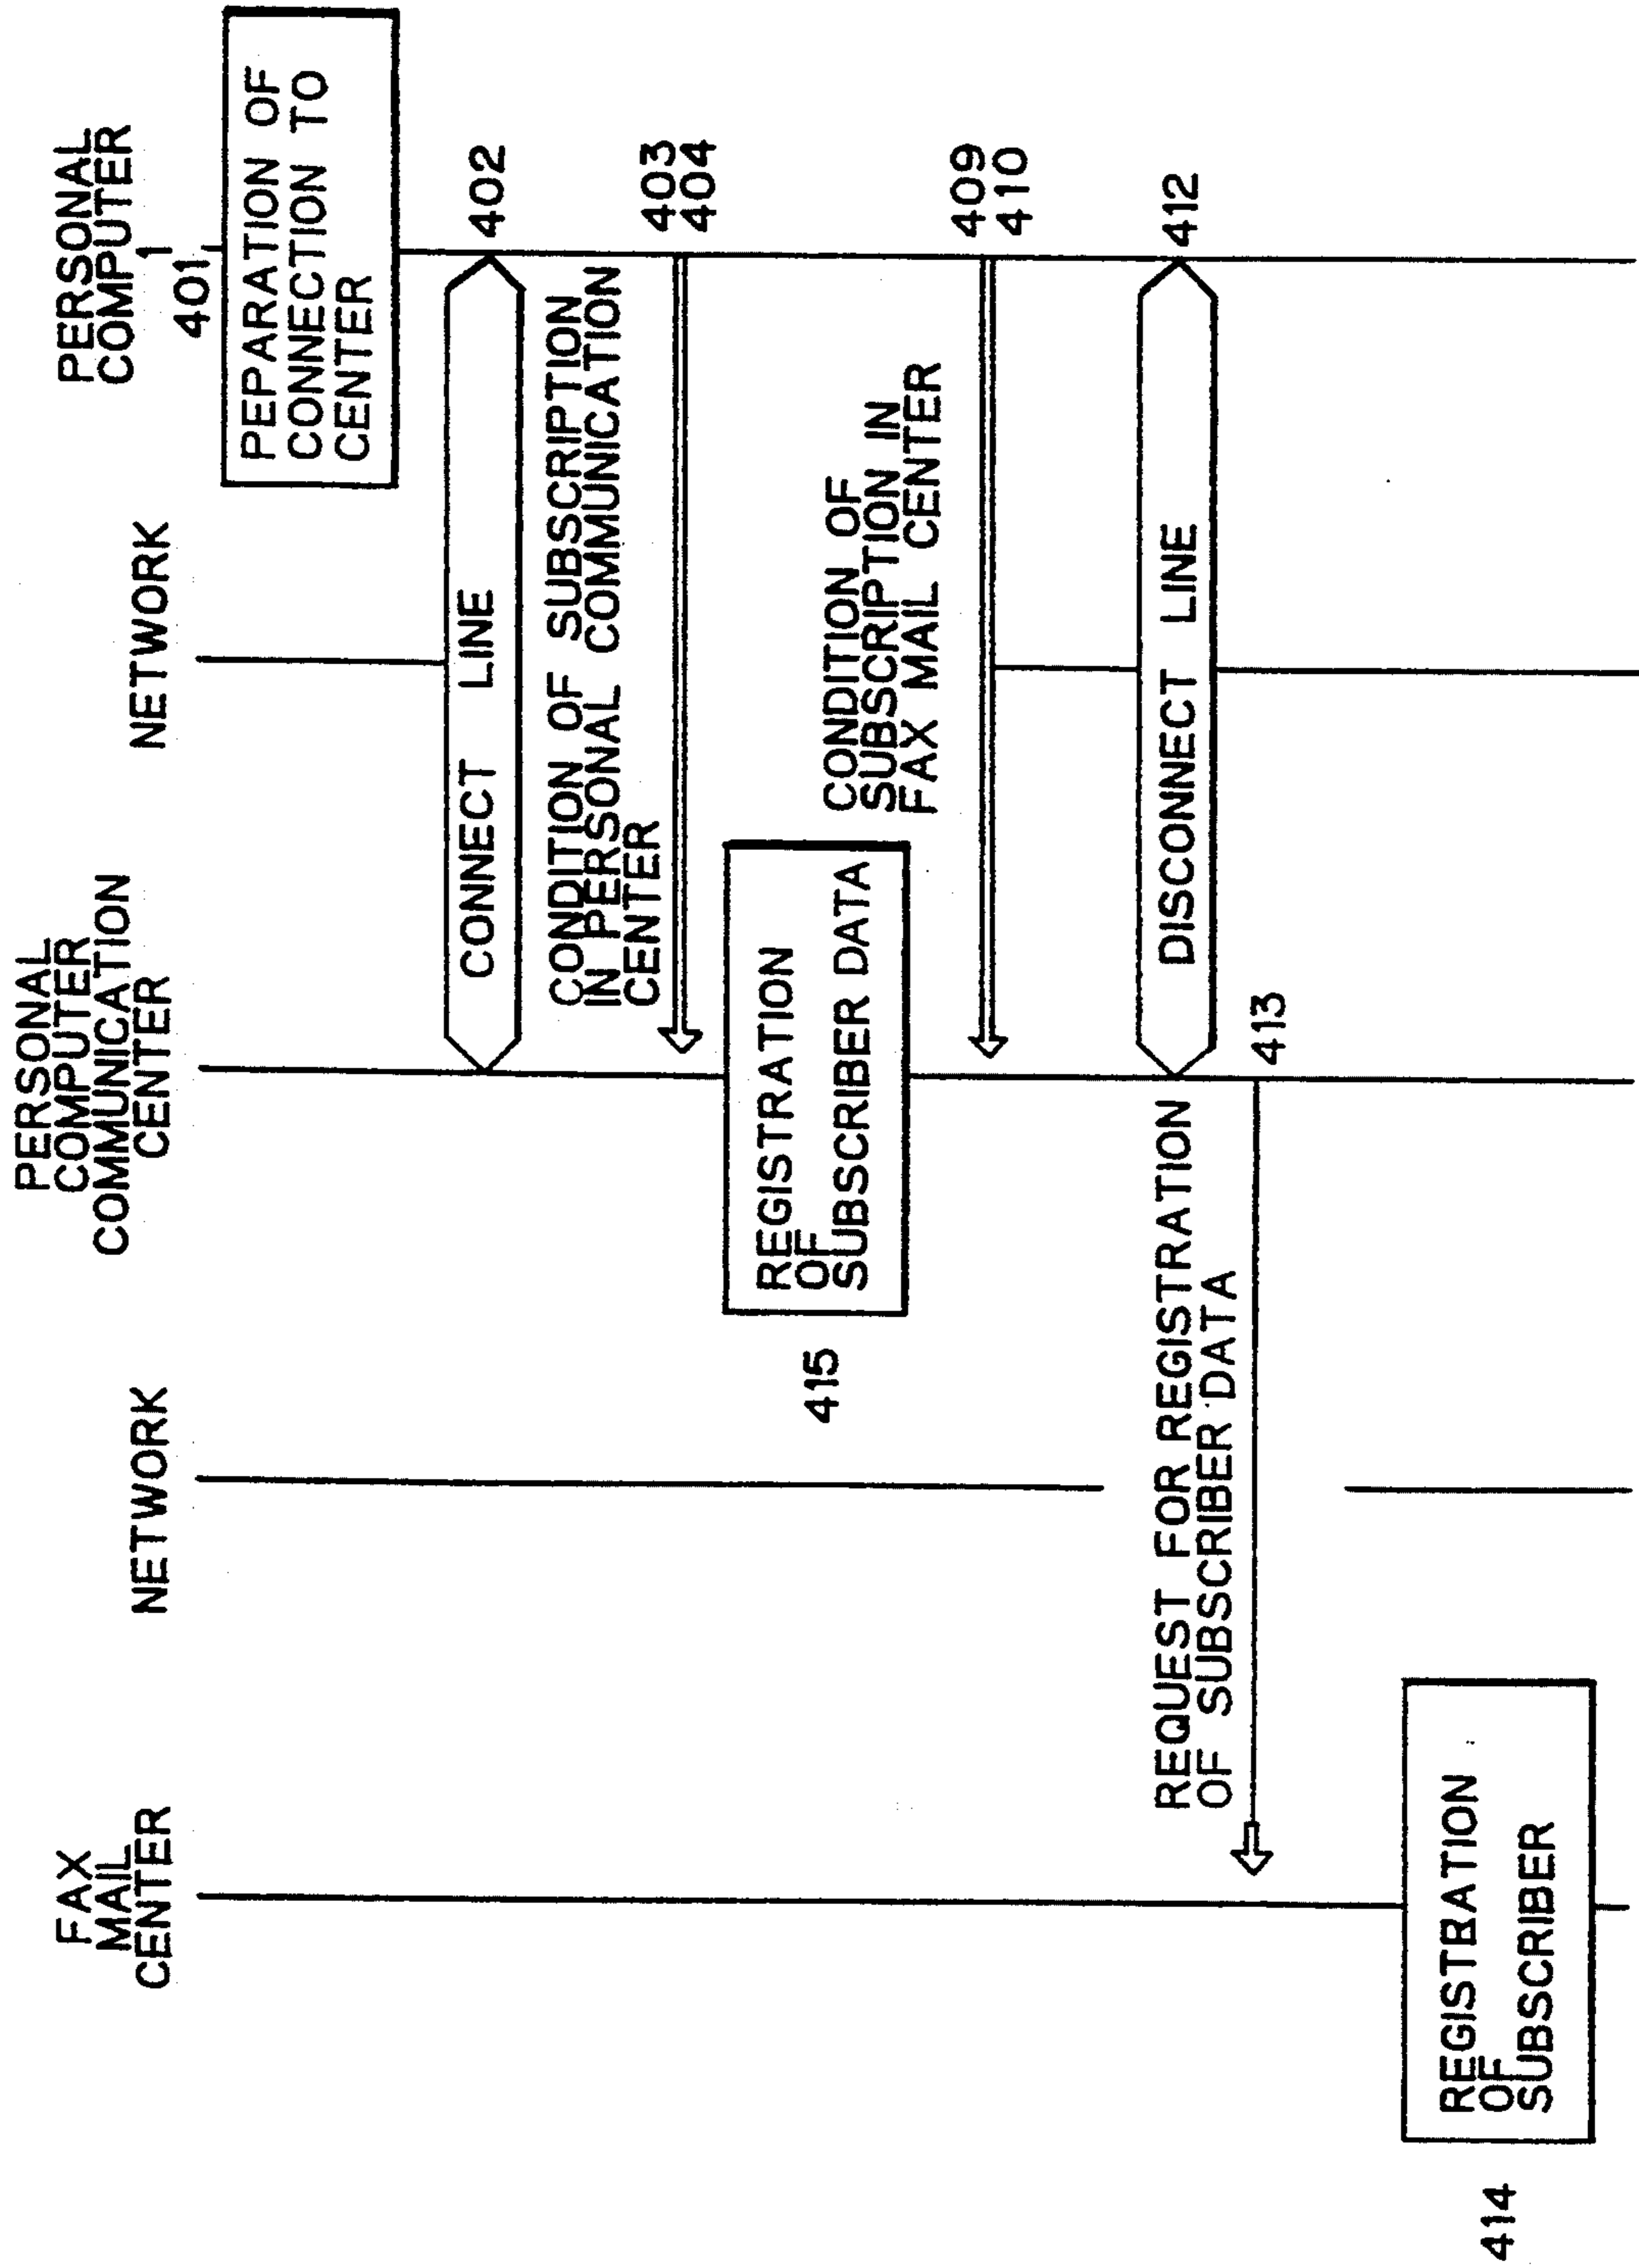 FAX
MAIL
CENTER
NETWORK
PERSONAL
COMPUTER
COMMUNICATION
CENTER
NETWORK
PERSONAL
COMPUTER
1
401
PEPARATION OF
CONNECTION TO
CENTER
CONNECT LINE
402
CONDITION OF SUBSCRIPTION
IN PERSONAL COMMUNICATION
CENTER
403
404
415
REGISTRATION
OF
SUBSCRIBER DATA
CONDITION OF
SUBSCRIPTION IN
FAX MAIL CENTER
409
410
DISCONNECT LINE
412
REQUEST FOR REGISTRATION
OF SUBSCRIBER DATA
413
414
REGISTRATION
OF
SUBSCRIBER